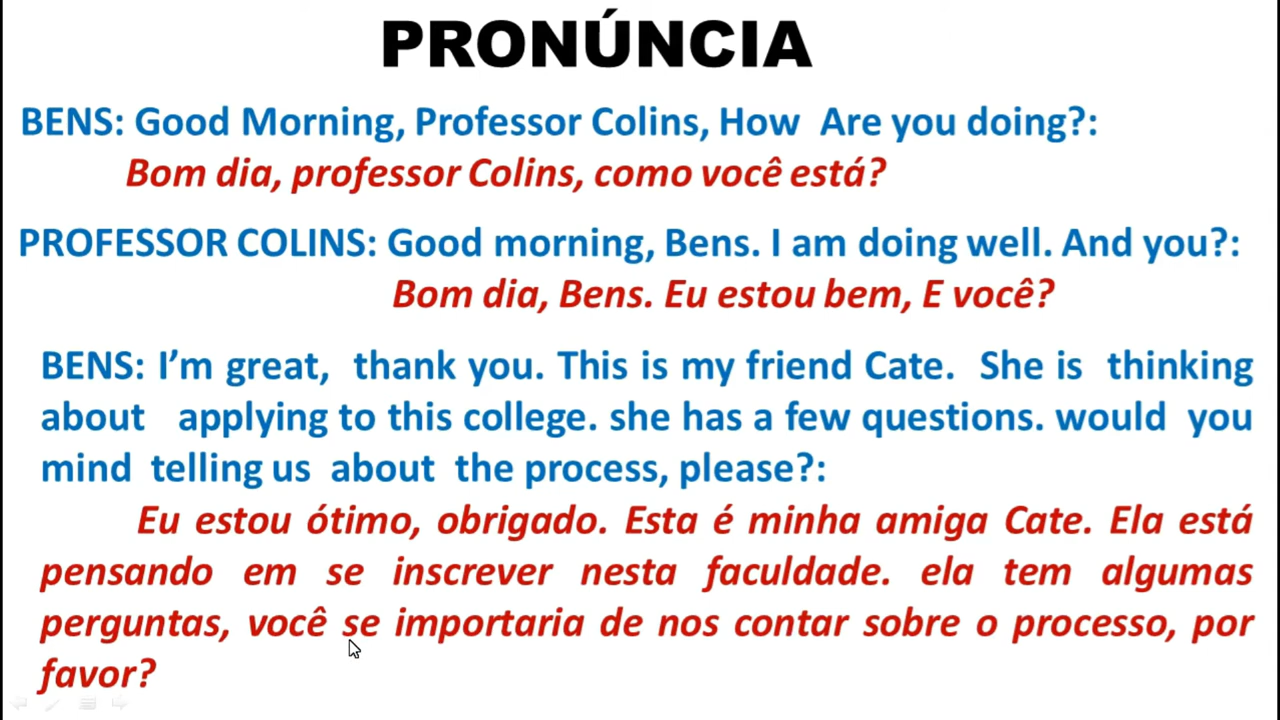 PRONÚNCIA
BENS: Good Morning, Professor Colins, How Are you doing?:
Bom dia, professor Colins, como você está?
PROFESSOR COLINS: Good morning, Bens. I am doing well. And you?:
Bom dia, Bens. Eu estou bem, E você?
BENS: I’m great, thank you. This is my friend Cate. She is thinking
about applying to this college. she has a few questions. would you
mind telling us about the process, please?:
Eu estou ótimo, obrigado. Esta é minha amiga Cate. Ela está
pensando em se inscrever nesta faculdade. ela tem algumas
perguntas, você se importaria de nos contar sobre o processo, por
favor?